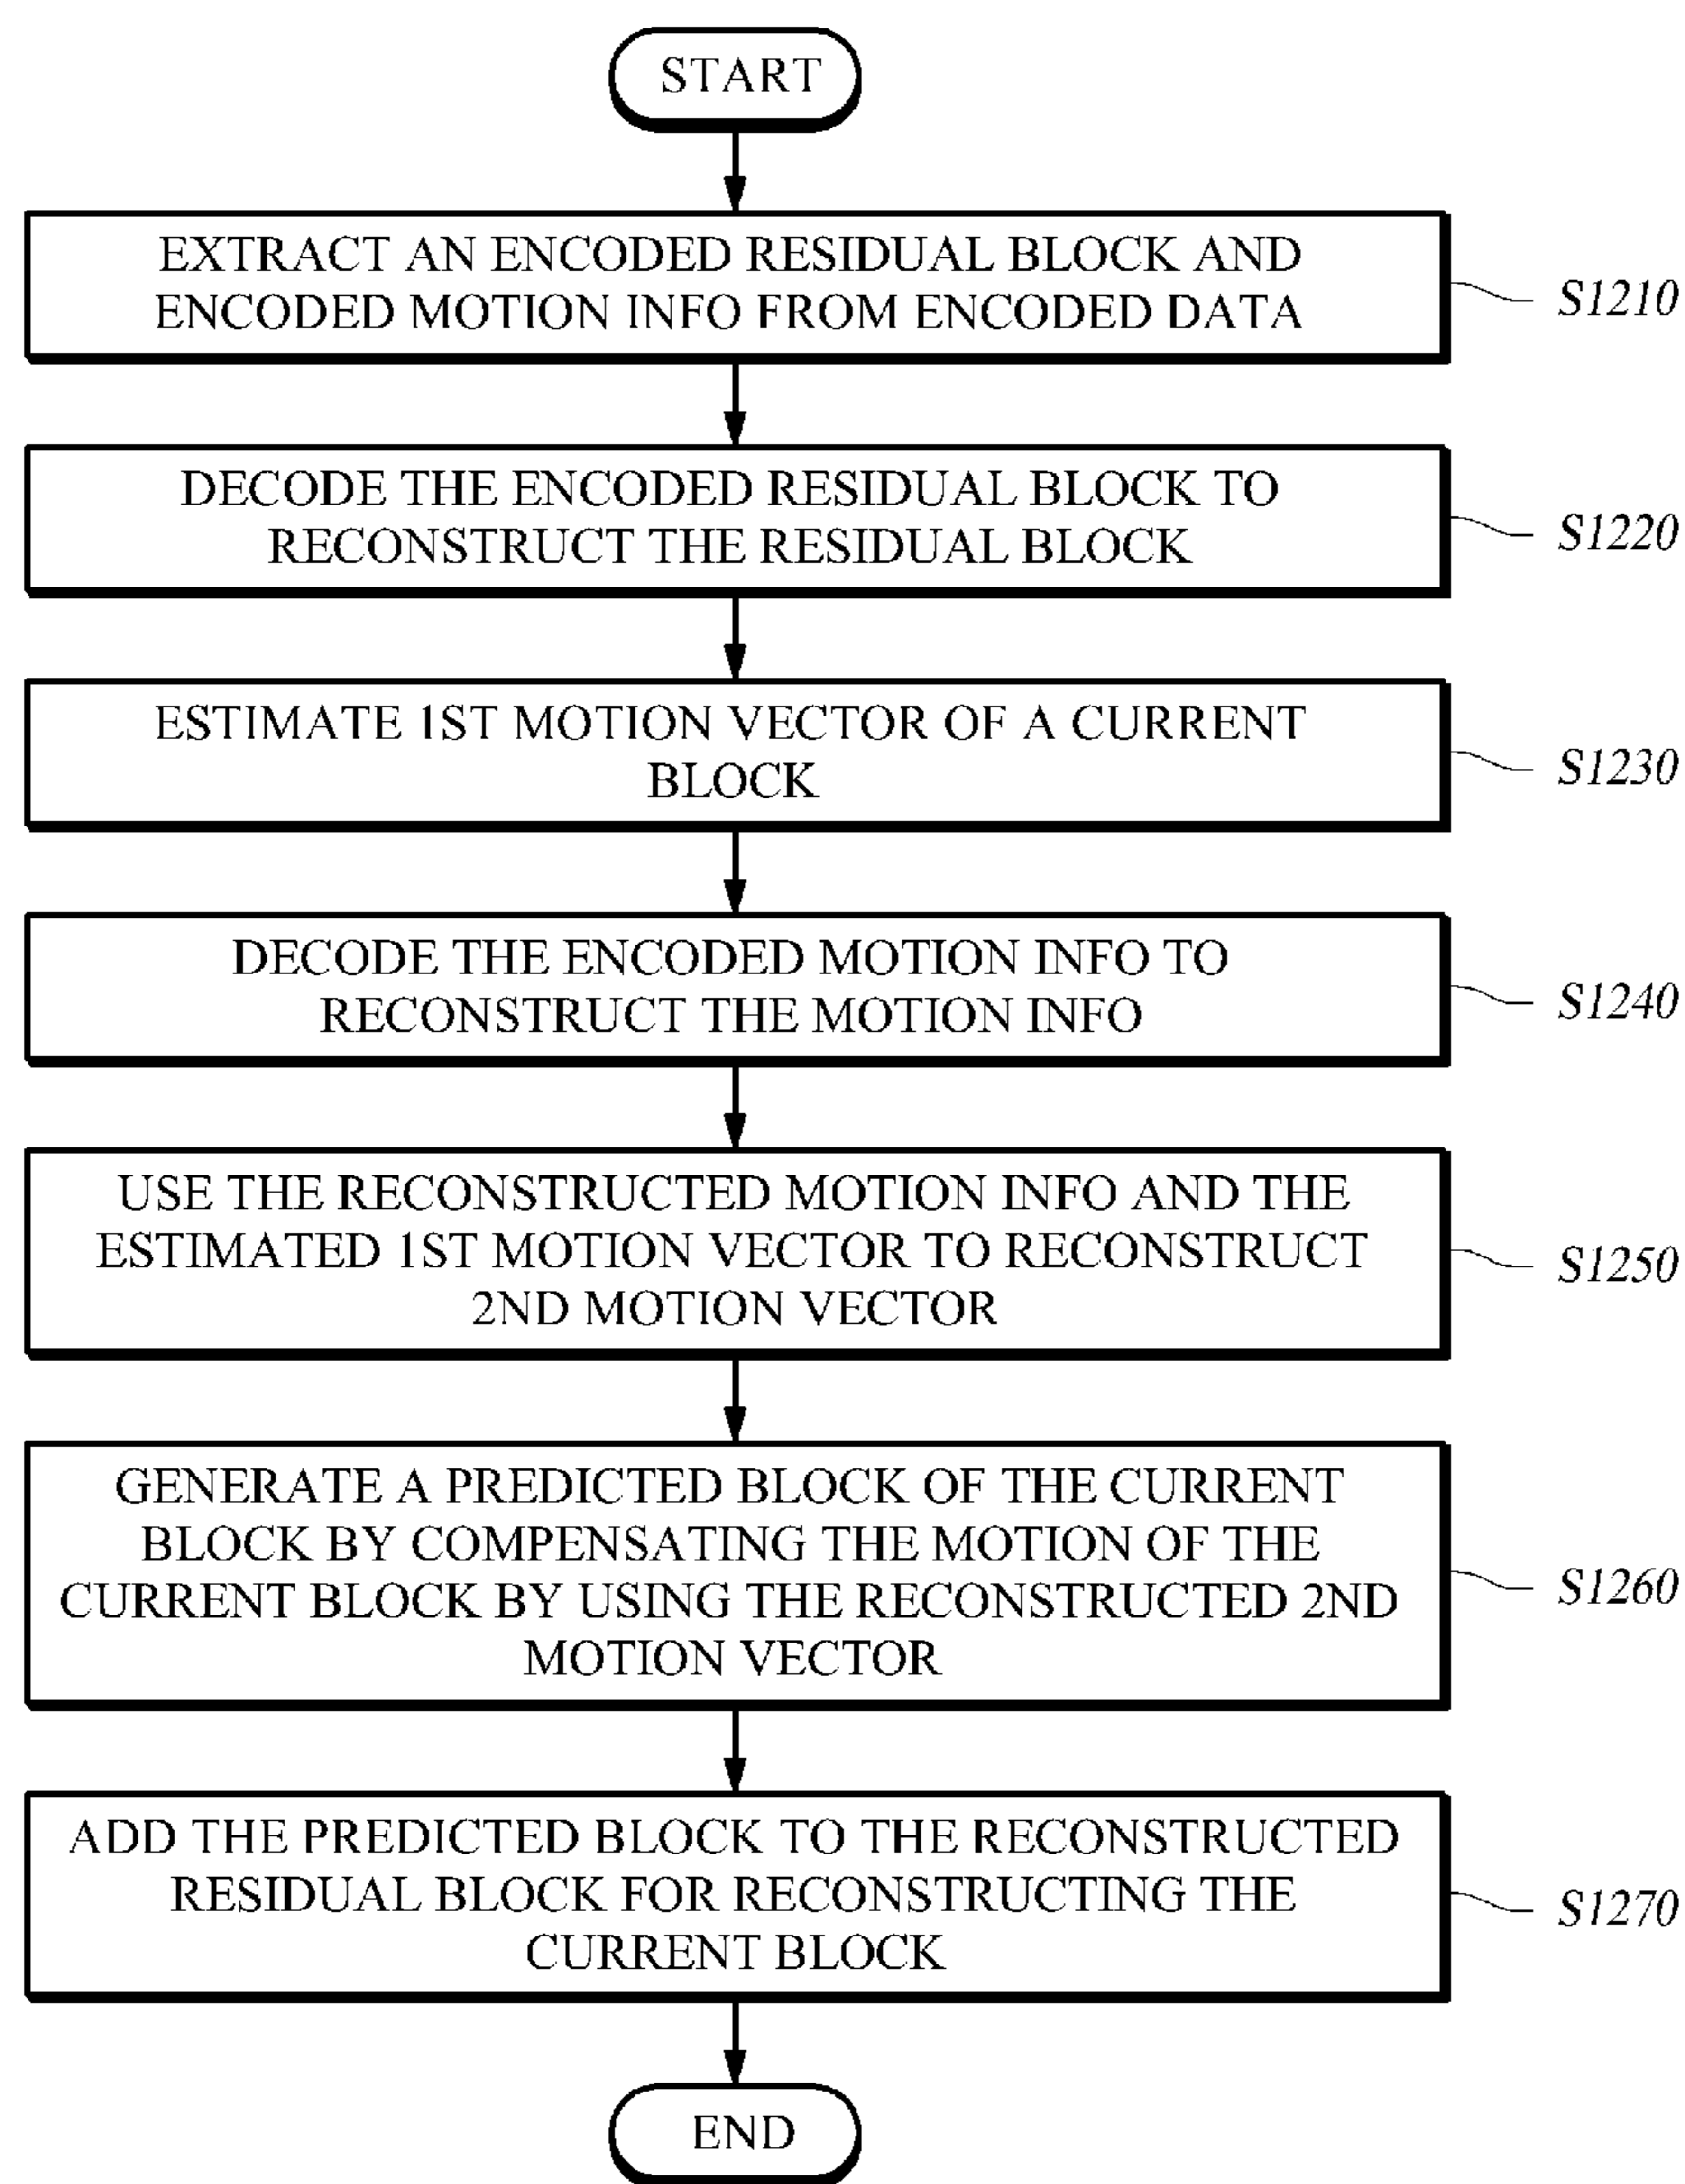 START
EXTRACT AN ENCODED RESIDUAL BLOCK AND
ENCODED MOTION INFO FROM ENCODED DATA
S1210
DECODE THE ENCODED RESIDUAL BLOCK TO
RECONSTRUCT THE RESIDUAL BLOCK
S1220
ESTIMATE 1ST MOTION VECTOR OF A CURRENT
BLOCK
S1230
DECODE THE ENCODED MOTION INFO TO
RECONSTRUCT THE MOTION INFO
S1240
USE THE RECONSTRUCTED MOTION INFO AND THE
ESTIMATED 1ST MOTION VECTOR TO RECONSTRUCT
2ND MOTION VECTOR
S1250
GENERATE A PREDICTED BLOCK OF THE CURRENT
BLOCK BY COMPENSATING THE MOTION OF THE
CURRENT BLOCK BY USING THE RECONSTRUCTED 2ND
MOTION VECTOR
S1260
ADD THE PREDICTED BLOCK TO THE RECONSTRUCTED
RESIDUAL BLOCK FOR RECONSTRUCTING THE
CURRENT BLOCK
S1270
END